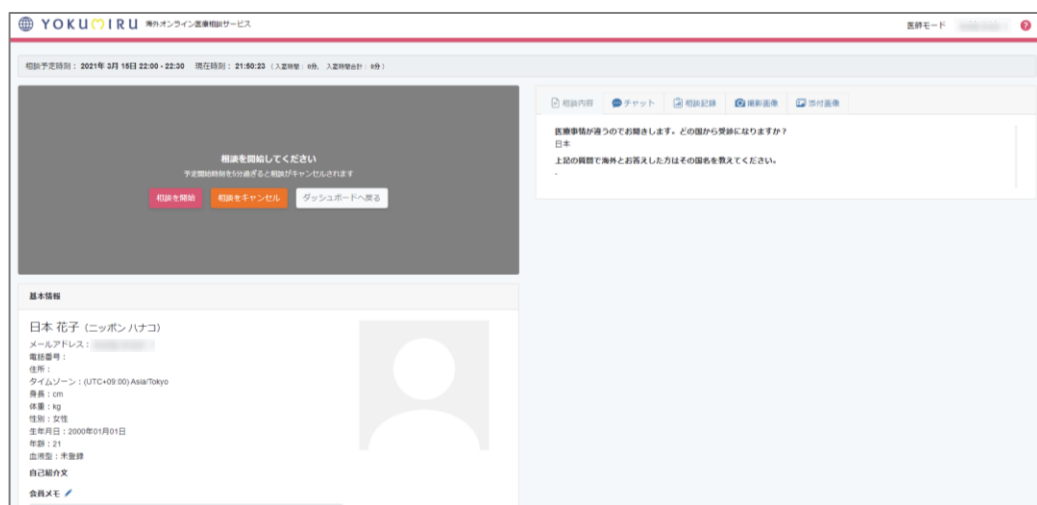 YOKUMIRU 海外オンライン医療相談サービス
医師モード
相談予定時刻： 2021年 3月 15日 22:00 - 22:30 現在時刻： 21:50:23 （入室時間： 0分、 入室時間合計： 0分）
相談を開始してください
予定開始時刻を5分過ぎると相談がキャンセルされます
相談を開始 相談をキャンセル ダッシュボードへ戻る
相談内容 チャット 相談記録 撮影画像 添付画像
医療事情が違うのでお聞きします。どの国から受診になりますか？
日本
上記の質問で海外とお答えした方はその国名を教えてください。
-
基本情報
日本 花子 （ニッポン ハナコ）
メールアドレス：
電話番号：
住所：
タイムゾーン：(UTC+09:00) Asia/Tokyo
身長：cm
体重：kg
性別：女性
生年月日：2000年01月01日
年齢：21
血液型：未登録
自己紹介文
会員メモ